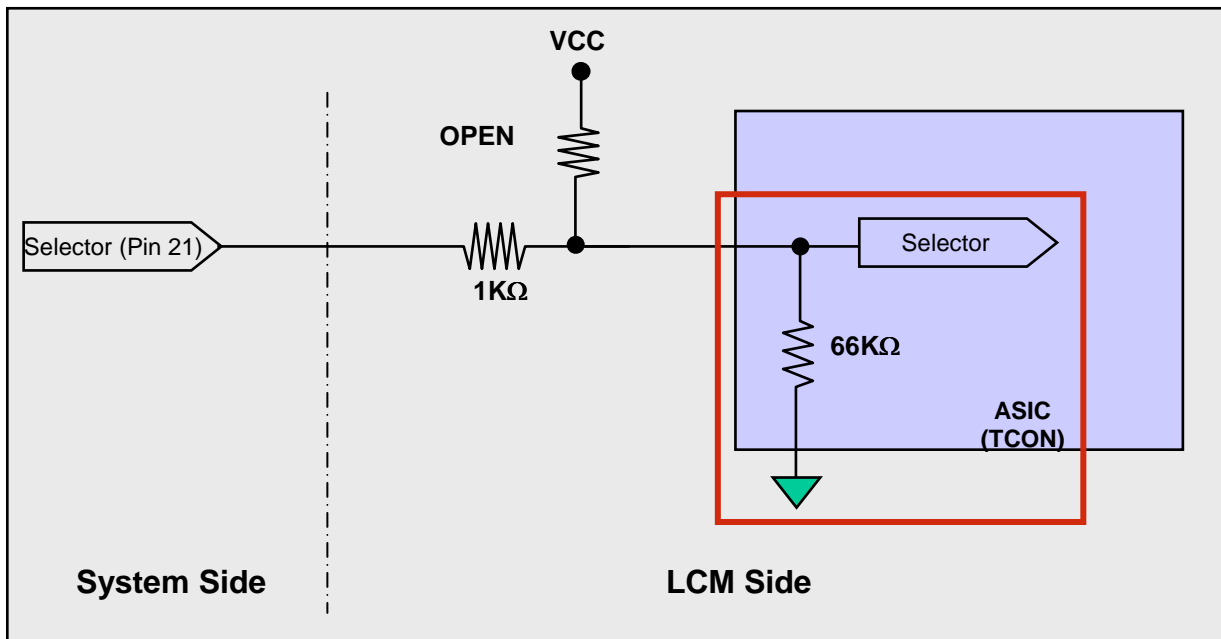 VCC
OPEN
Selector (Pin 21)
Selector
1KΩ
66KΩ
ASIC
(TCON)
System Side
LCM Side